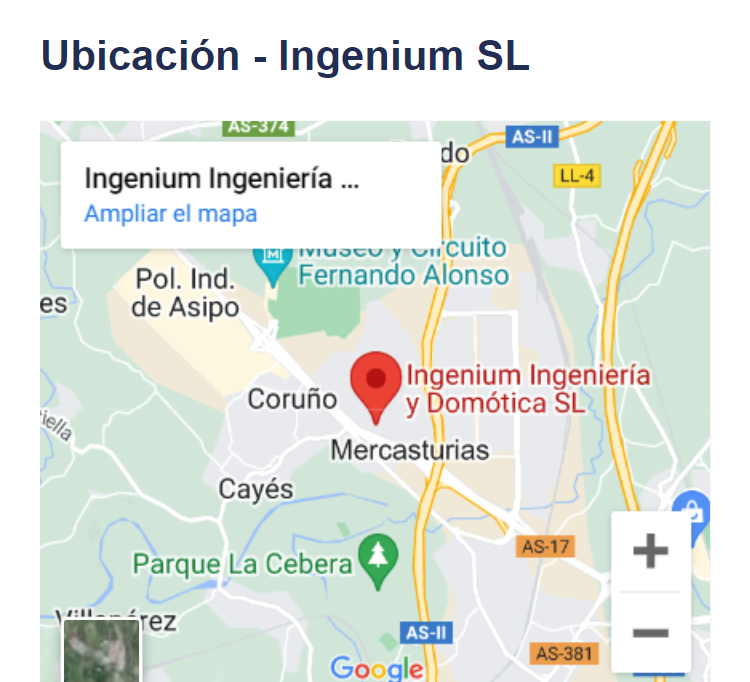 Ubicación - Ingenium SL
AS-374
AS-II
do
LL-4
Ingenium Ingeniería ...
Ampliar el mapa
Museo y Circuito
Fernando Alonso
Pol. Ind.
de Asipo
es
Ingenium Ingeniería
y Domótica SL
Coruño
iella
Mercasturias
Cayés
AS-17
Parque La Cebera
AS-II
AS-381
Google